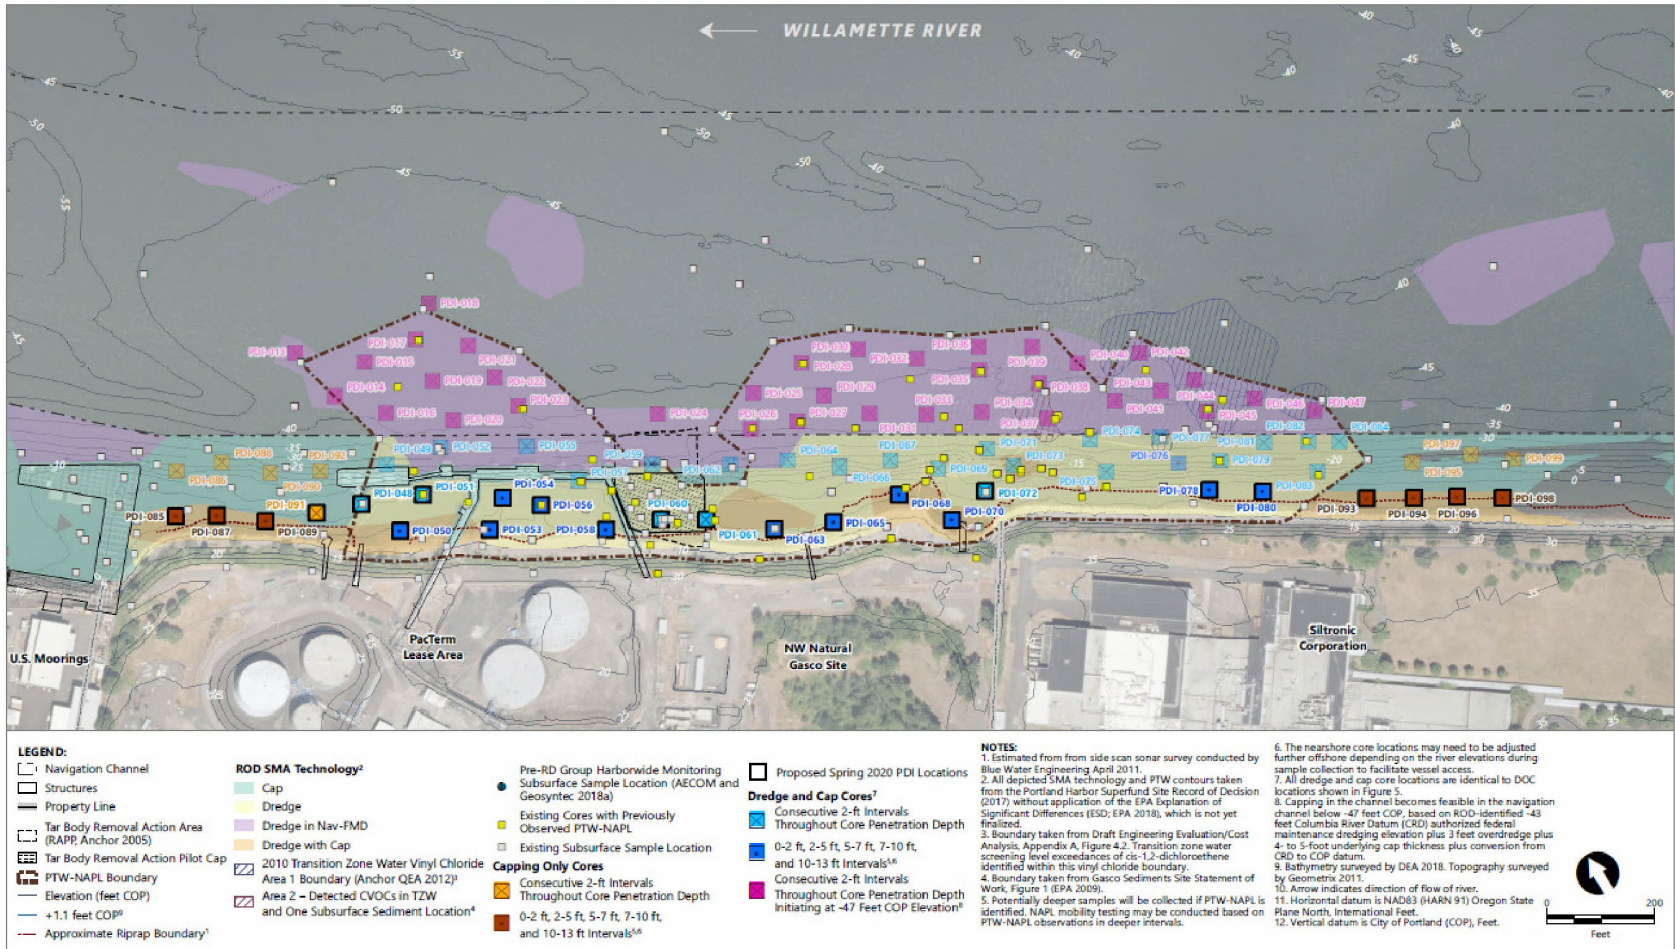 WILLAMETTE RIVER
PDI-018
PDI-013
PDI-017
PDI-015
PDI-021
PDI-014
PDI-019
PDI-022
PDI-016
PDI-020
PDI-023
PDI-024
PDI-030
PDI-028
PDI-032
PDI-036
PDI-039
PDI-040
PDI-042
PDI-025
PDI-029
PDI-035
PDI-038
PDI-043
PDI-026
PDI-027
PDI-033
PDI-034
PDI-041
PDI-044
PDI-046
PDI-047
PDI-031
PDI-037
PDI-045
PDI-088
PDI-092
PDI-049
PDI-052
PDI-055
PDI-059
PDI-062
PDI-064
PDI-067
PDI-071
PDI-074
PDI-077
PDI-081
PDI-082
PDI-084
PDI-097
PDI-086
PDI-090
PDI-057
PDI-066
PDI-069
PDI-073
PDI-075
PDI-076
PDI-079
PDI-083
PDI-095
PDI-099
PDI-085
PDI-087
PDI-091
PDI-089
PDI-048
PDI-051
PDI-054
PDI-056
PDI-050
PDI-053
PDI-058
PDI-060
PDI-061
PDI-063
PDI-065
PDI-068
PDI-070
PDI-072
PDI-078
PDI-080
PDI-093
PDI-094
PDI-096
PDI-098
U.S. Moorings
PacTerm
Lease Area
NW Natural
Gasco Site
Siltronic
Corporation
LEGEND:
Navigation Channel
Structures
Property Line
Tar Body Removal Action Area
(RAPP, Anchor 2005)
Tar Body Removal Action Pilot Cap
PTW-NAPL Boundary
Elevation (feet COP)
+1.1 feet COP⁹
Approximate Riprap Boundary¹
ROD SMA Technology²
Cap
Dredge
Dredge in Nav-FMD
Dredge with Cap
2010 Transition Zone Water Vinyl Chloride
Area 1 Boundary (Anchor QEA 2012)³
Area 2 – Detected CVOCs in TZW
and One Subsurface Sediment Location⁴
Pre-RD Group Harborwide Monitoring
Subsurface Sample Location (AECOM and
Geosyntec 2018a)
Existing Cores with Previously
Observed PTW-NAPL
Existing Subsurface Sample Location
Capping Only Cores
Consecutive 2-ft Intervals
Throughout Core Penetration Depth
0-2 ft, 2-5 ft, 5-7 ft, 7-10 ft,
and 10-13 ft Intervals⁵,⁶
Proposed Spring 2020 PDI Locations
Dredge and Cap Cores⁷
Consecutive 2-ft Intervals
Throughout Core Penetration Depth
0-2 ft, 2-5 ft, 5-7 ft, 7-10 ft,
and 10-13 ft Intervals⁵,⁶
Consecutive 2-ft Intervals
Throughout Core Penetration Depth
Initiating at -47 Feet COP Elevation⁸
NOTES:
1. Estimated from from side scan sonar survey conducted by
Blue Water Engineering April 2011.
2. All depicted SMA technology and PTW contours taken
from the Portland Harbor Superfund Site Record of Decision
(2017) without application of the EPA Explanation of
Significant Differences (ESD; EPA 2018), which is not yet
finalized.
3. Boundary taken from Draft Engineering Evaluation/Cost
Analysis, Appendix A, Figure 4.2. Transition zone water
screening level exceedances of cis-1,2-dichloroethene
identified within this vinyl chloride boundary.
4. Boundary taken from Gasco Sediments Site Statement of
Work, Figure 1 (EPA 2009).
5. Potentially deeper samples will be collected if PTW-NAPL is
identified. NAPL mobility testing may be conducted based on
PTW-NAPL observations in deeper intervals.
6. The nearshore core locations may need to be adjusted
further offshore depending on the river elevations during
sample collection to facilitate vessel access.
7. All dredge and cap core locations are identical to DOC
locations shown in Figure 5.
8. Capping in the channel becomes feasible in the navigation
channel below -47 feet COP, based on ROD-identified -43
feet Columbia River Datum (CRD) authorized federal
maintenance dredging elevation plus 3 feet overdredge plus
4- to 5-foot underlying cap thickness plus conversion from
CRD to COP datum.
9. Bathymetry surveyed by DEA 2018. Topography surveyed
by Geometrix 2011.
10. Arrow indicates direction of flow of river.
11. Horizontal datum is NAD83 (HARN 91) Oregon State
Plane North, International Feet.
12. Vertical datum is City of Portland (COP), Feet.
0 200
Feet